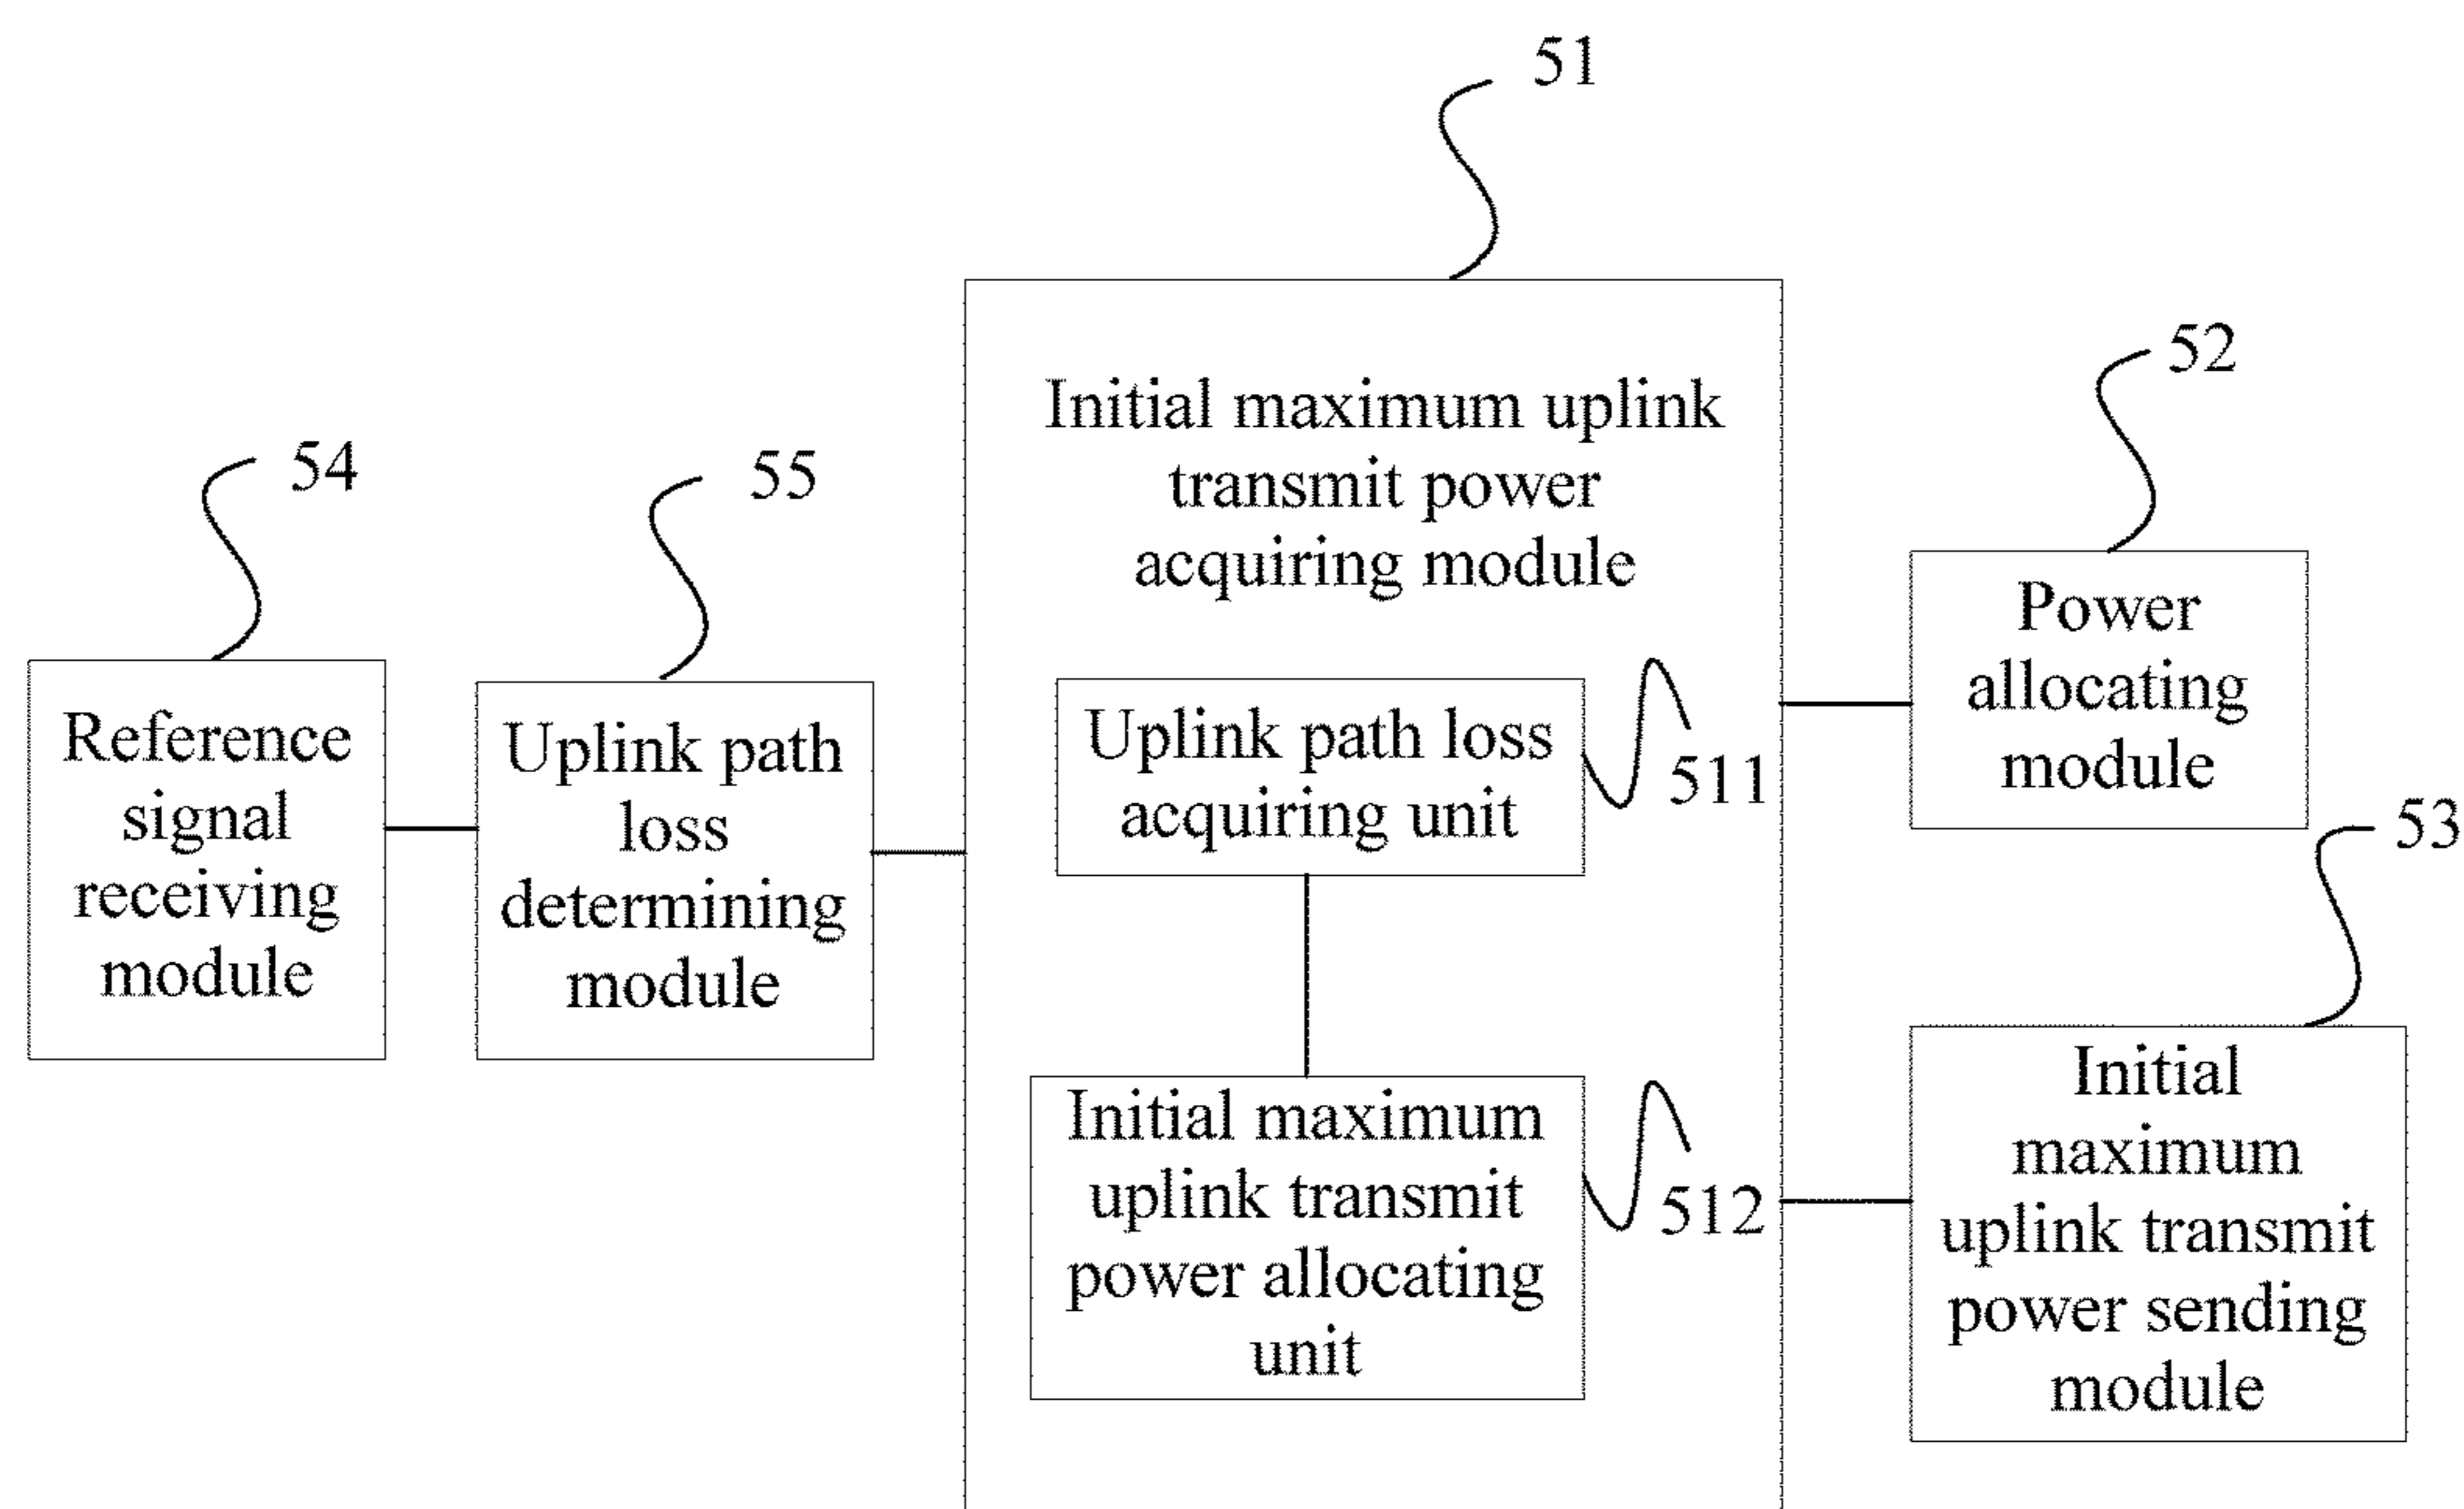 51
Initial maximum uplink
transmit power
acquiring module
52
Power
allocating
module
54
Reference
signal
receiving
module
55
Uplink path
loss
determining
module
Uplink path loss
acquiring unit
511
53
Initial maximum
uplink transmit
power allocating
unit
512
Initial
maximum
uplink transmit
power sending
module